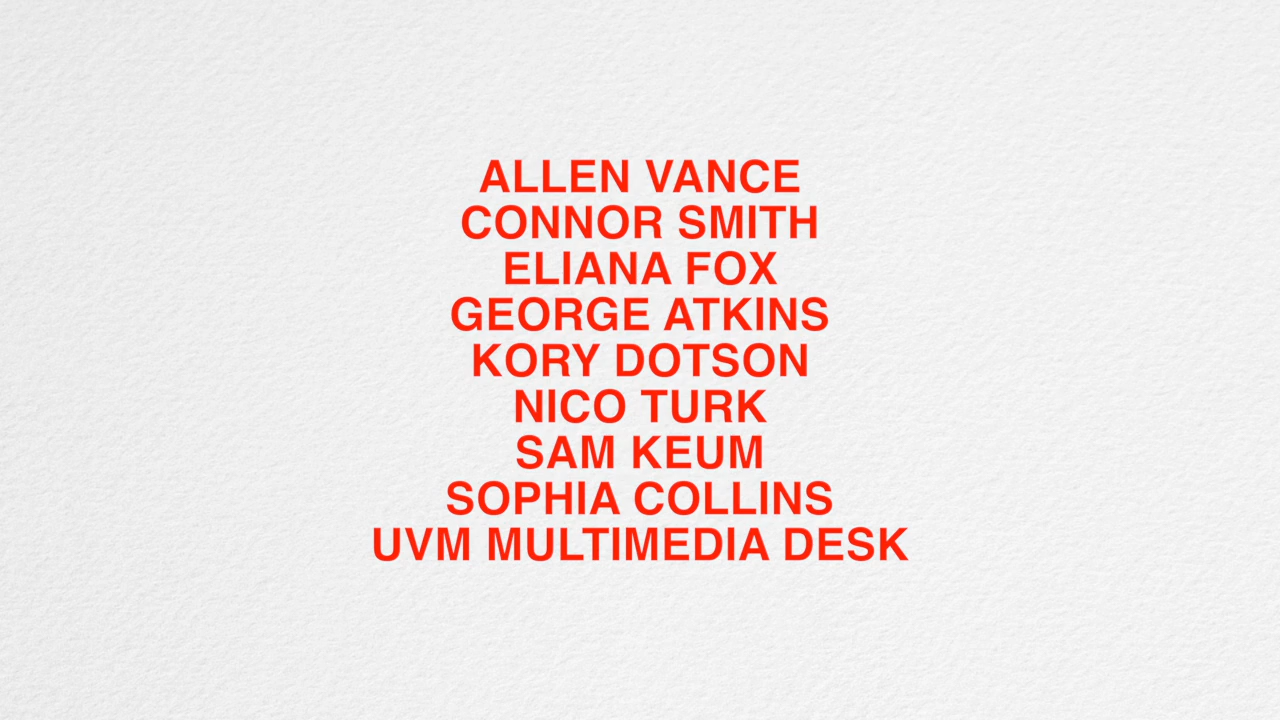 ALLEN VANCE
CONNOR SMITH
ELIANA FOX
GEORGE ATKINS
KORY DOTSON
NICO TURK
SAM KEUM
SOPHIA COLLINS
UVM MULTIMEDIA DESK